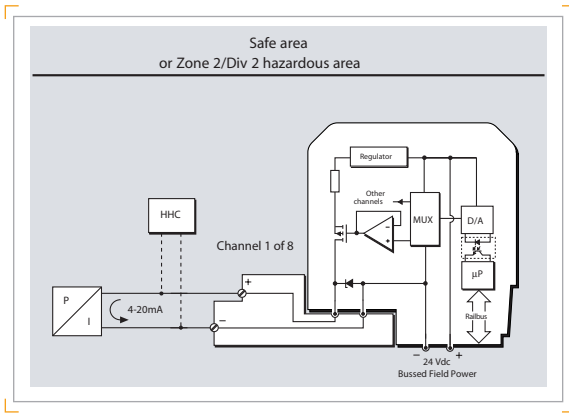 Safe area
or Zone 2/Div 2 hazardous area
Regulator
Other
channels
MUX
D/A
HHC
Channel 1 of 8
−
+
+
µP
P
I
4-20mA
−
Railbus
− +
24 Vdc
Bussed Field Power